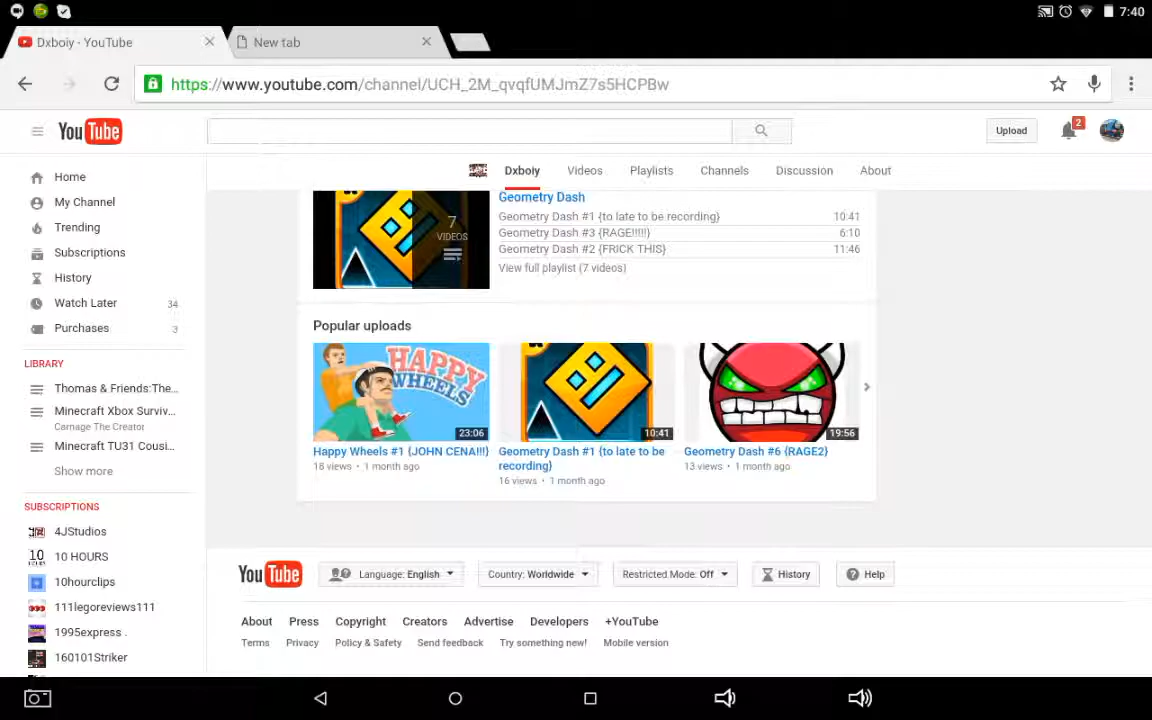 7:40
Dxboiy - YouTube
New tab
https://www.youtube.com/channel/UCH_2M_qvqfUMJmZ7s5HCPBw
YouTube
Upload
2
Dxboiy
Videos
Playlists
Channels
Discussion
About
Home
My Channel
Trending
Subscriptions
History
Watch Later 34
Purchases 3
LIBRARY
Thomas & Friends:The...
Minecraft Xbox Surviv...
Carnage The Creator
Minecraft TU31 Cousi...
Show more
SUBSCRIPTIONS
4JStudios
10 HOURS
10hourclips
111legoreviews111
1995express .
160101Striker
7
VIDEOS
Geometry Dash
Geometry Dash #1 {to late to be recording} 10:41
Geometry Dash #3 {RAGE!!!!!} 6:10
Geometry Dash #2 {FRICK THIS} 11:46
View full playlist (7 videos)
Popular uploads
HAPPY
WHEELS
23:06
Happy Wheels #1 {JOHN CENA!!!}
18 views • 1 month ago
10:41
Geometry Dash #1 {to late to be
recording}
16 views • 1 month ago
19:56
Geometry Dash #6 {RAGE2}
13 views • 1 month ago
YouTube
Language: English
Country: Worldwide
Restricted Mode: Off
History
Help
About Press Copyright Creators Advertise Developers +YouTube
Terms Privacy Policy & Safety Send feedback Try something new! Mobile version